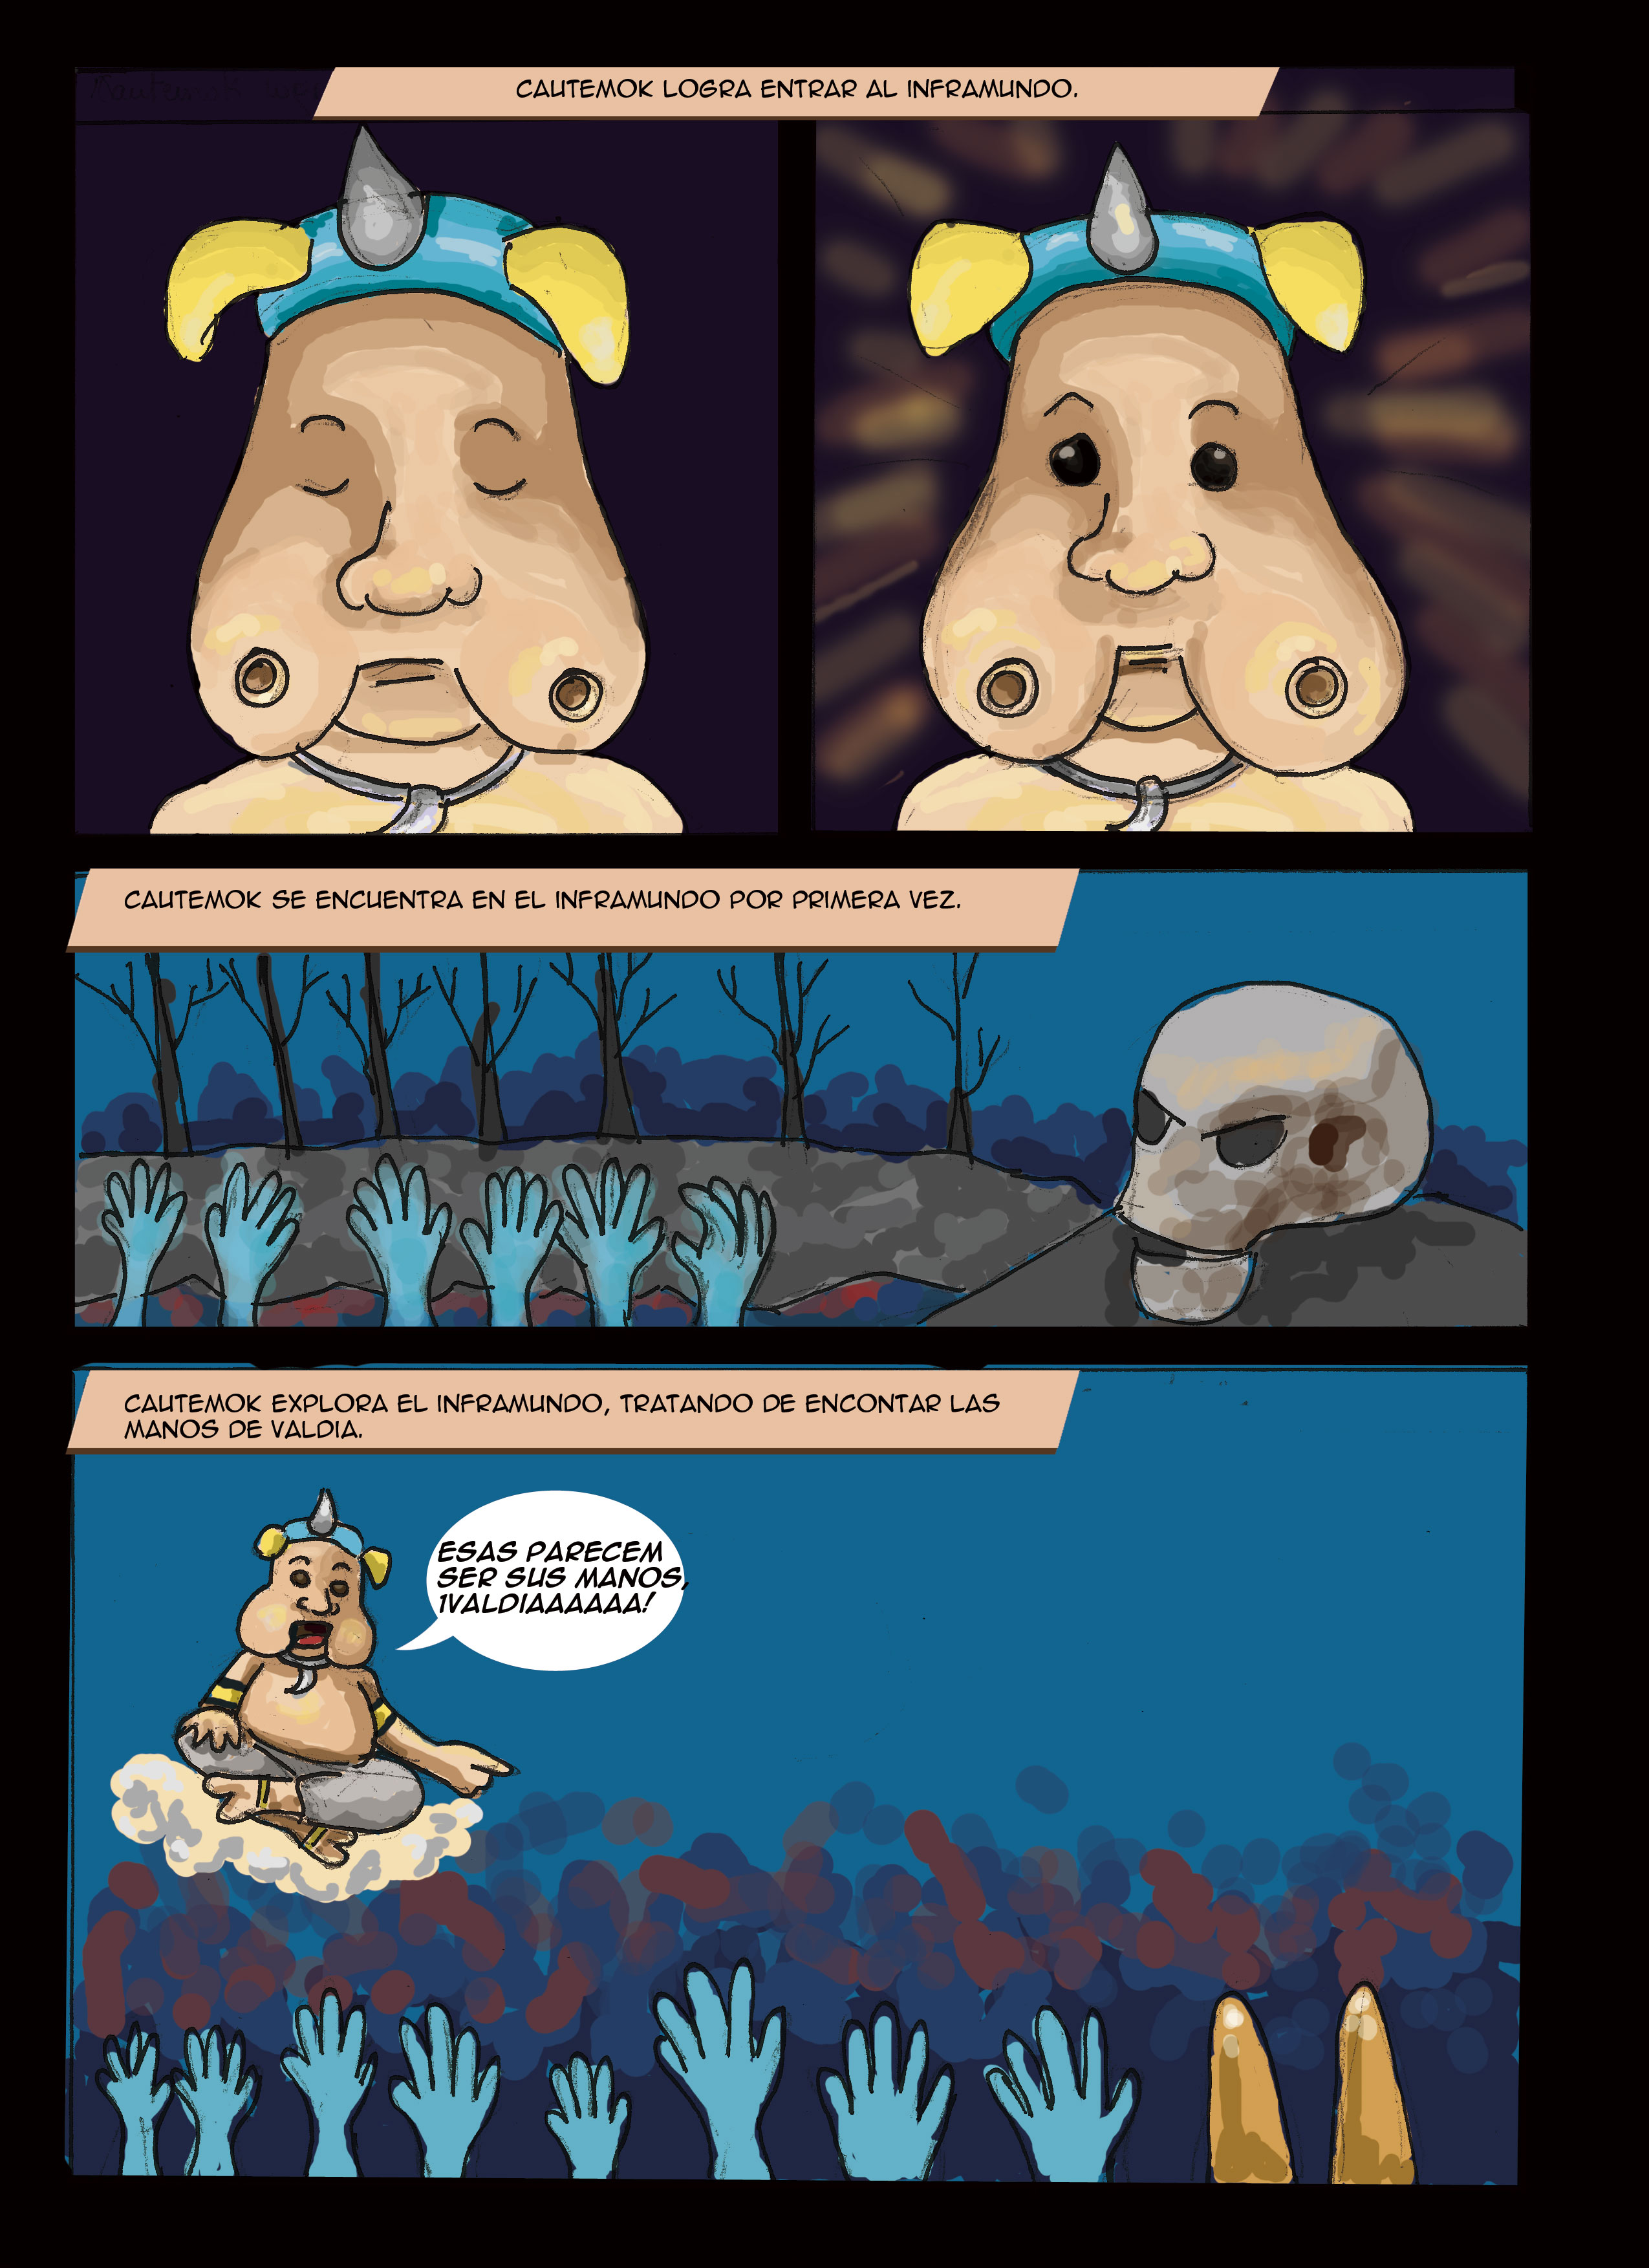 CAUTEMOK LOGRA ENTRAR AL INFRAMUNDO.
CAUTEMOK SE ENCUENTRA EN EL INFRAMUNDO POR PRIMERA VEZ.
CAUTEMOK EXPLORA EL INFRAMUNDO, TRATANDO DE ENCONTAR LAS
MANOS DE VALDIA.
ESAS PARECEM
SER SUS MANOS,
1VALDIAAAAAA!